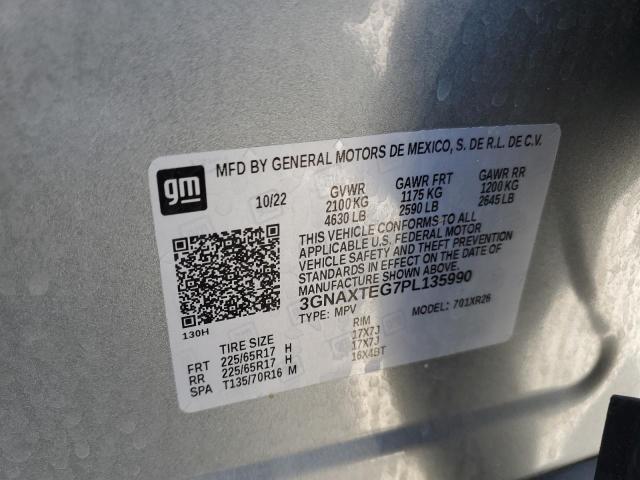 gm
MFD BY GENERAL MOTORS DE MEXICO, S. DE R.L. DE C.V.
10/22 GVWR GAWR FRT GAWR RR
2100 KG 1175 KG 1200 KG
4630 LB 2590 LB 2645 LB
THIS VEHICLE CONFORMS TO ALL
APPLICABLE U.S. FEDERAL MOTOR
VEHICLE SAFETY AND THEFT PREVENTION
STANDARDS IN EFFECT ON THE DATE OF
MANUFACTURE SHOWN ABOVE.
3GNAXTEG7PL135990
TYPE: MPV MODEL: 701XR26
130H
TIRE SIZE RIM
FRT 225/65R17 H 17X7J
RR 225/65R17 H 17X7J
SPA T135/70R16 M 16X4BT